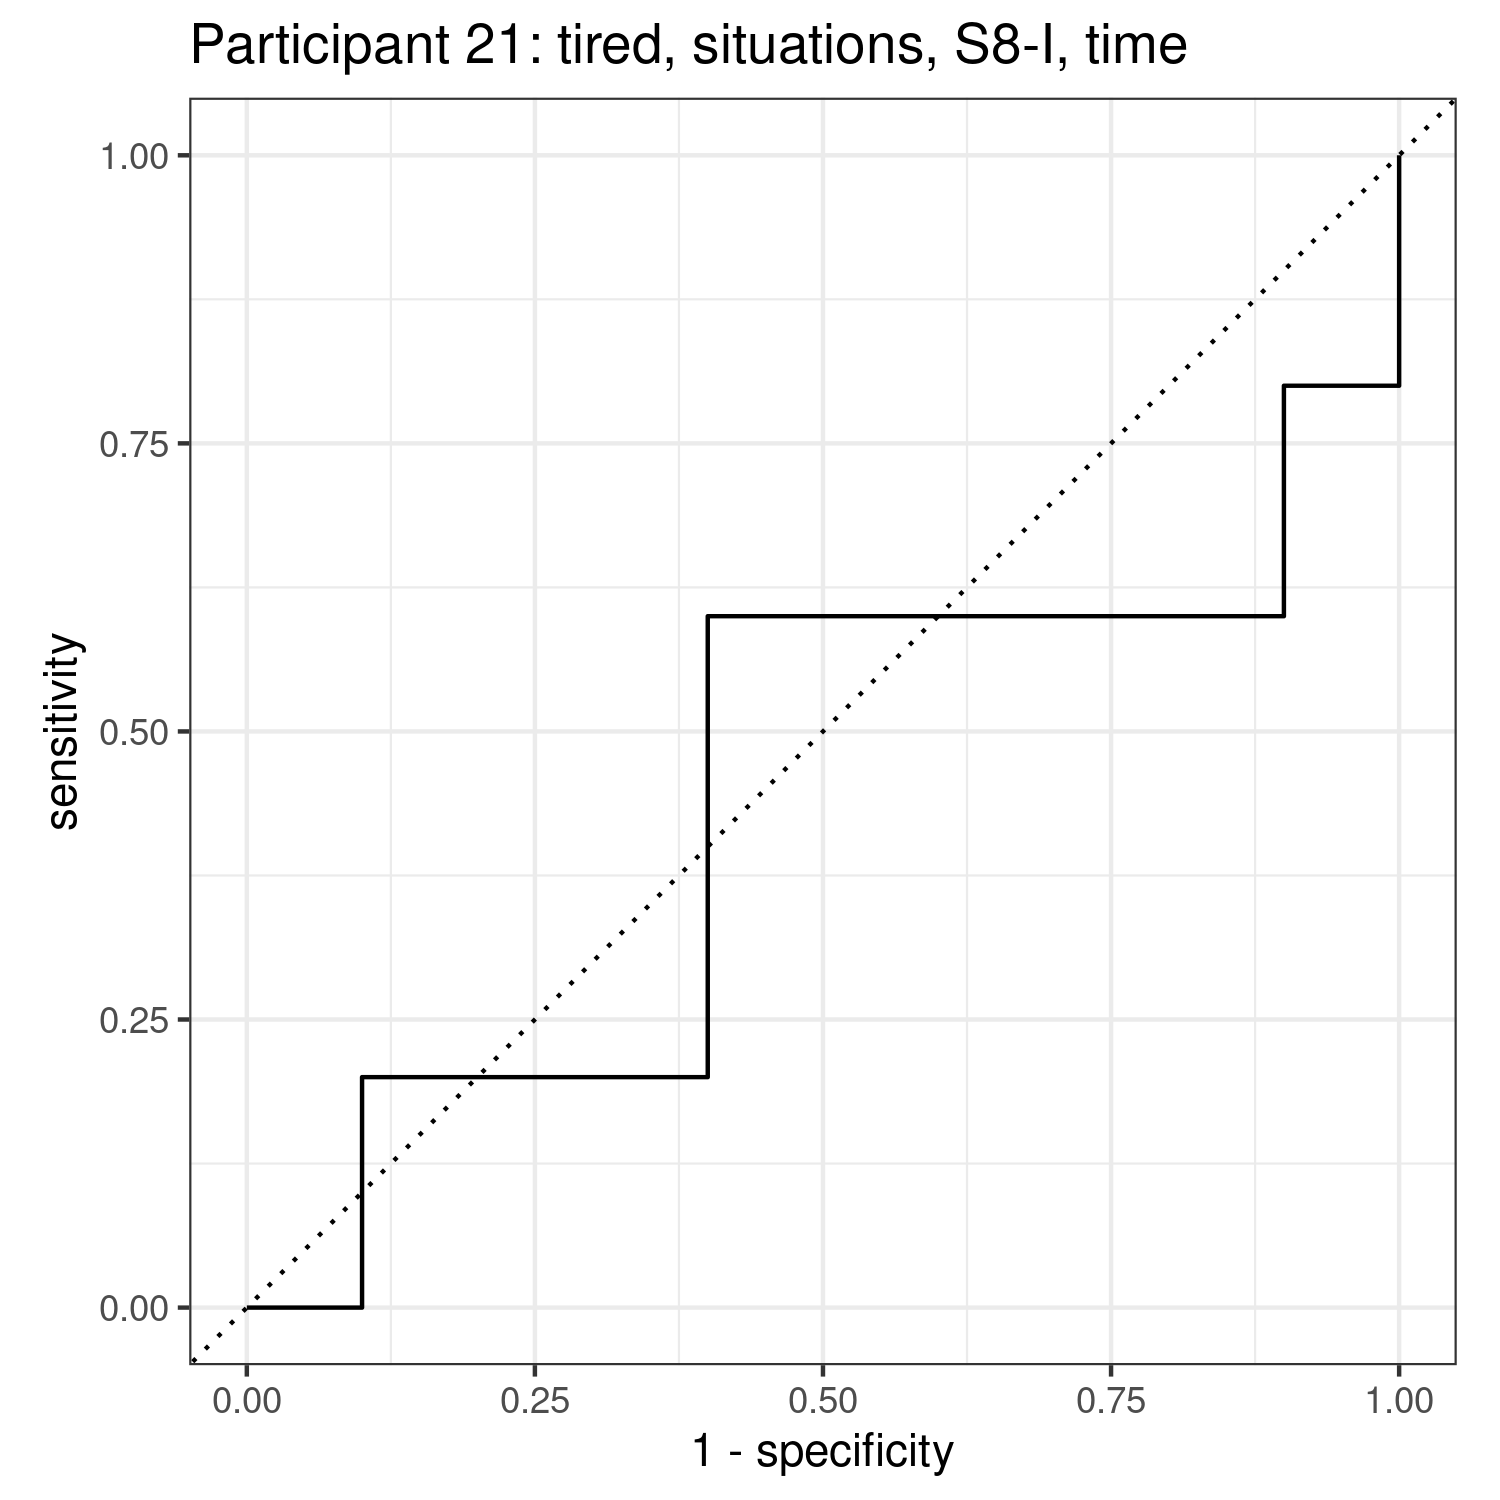 Participant 21: tired, situations, S8-I, time
1.00
0.75
0.50
0.25
0.00
sensitivity
0.00 0.25 0.50 0.75 1.00
1 - specificity